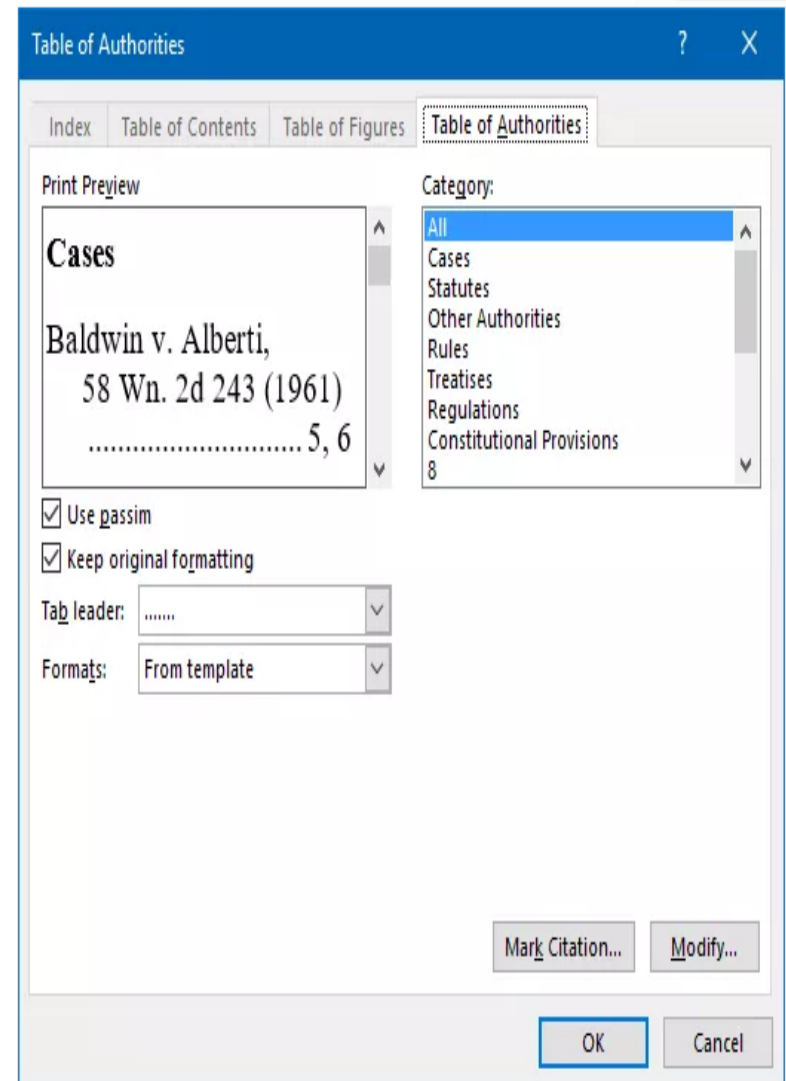 Table of Authorities ? X
Index Table of Contents Table of Figures Table of Authorities
Print Preview
Cases
Baldwin v. Alberti,
58 Wn. 2d 243 (1961)
............................. 5, 6
Category:
All
Cases
Statutes
Other Authorities
Rules
Treatises
Regulations
Constitutional Provisions
8
Use passim
Keep original formatting
Tab leader: .......
Formats: From template
Mark Citation... Modify...
OK Cancel